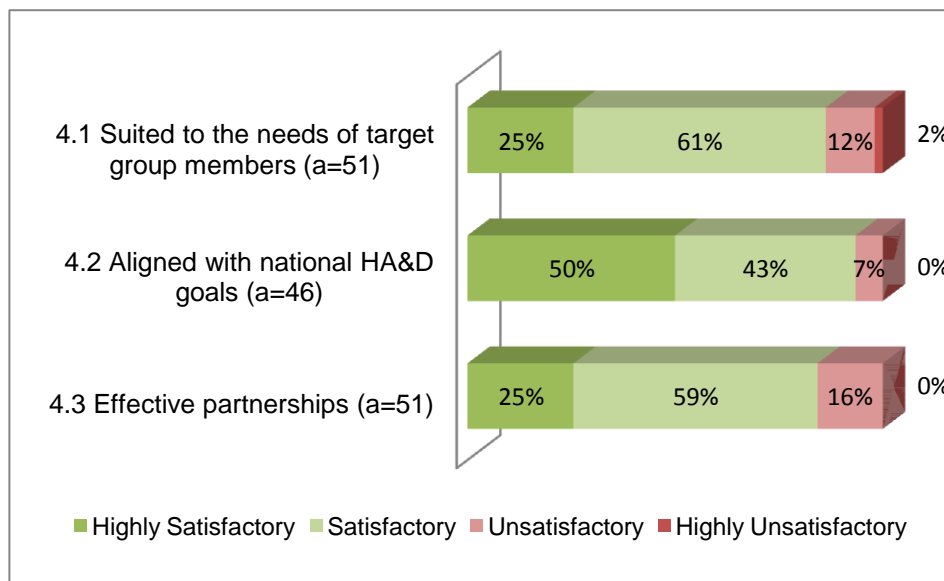 4.1 Suited to the needs of target
group members (a=51)
25% 61% 12% 2%
4.2 Aligned with national HA&D
goals (a=46)
50% 43% 7% 0%
4.3 Effective partnerships (a=51)
25% 59% 16% 0%
Highly Satisfactory Satisfactory Unsatisfactory Highly Unsatisfactory